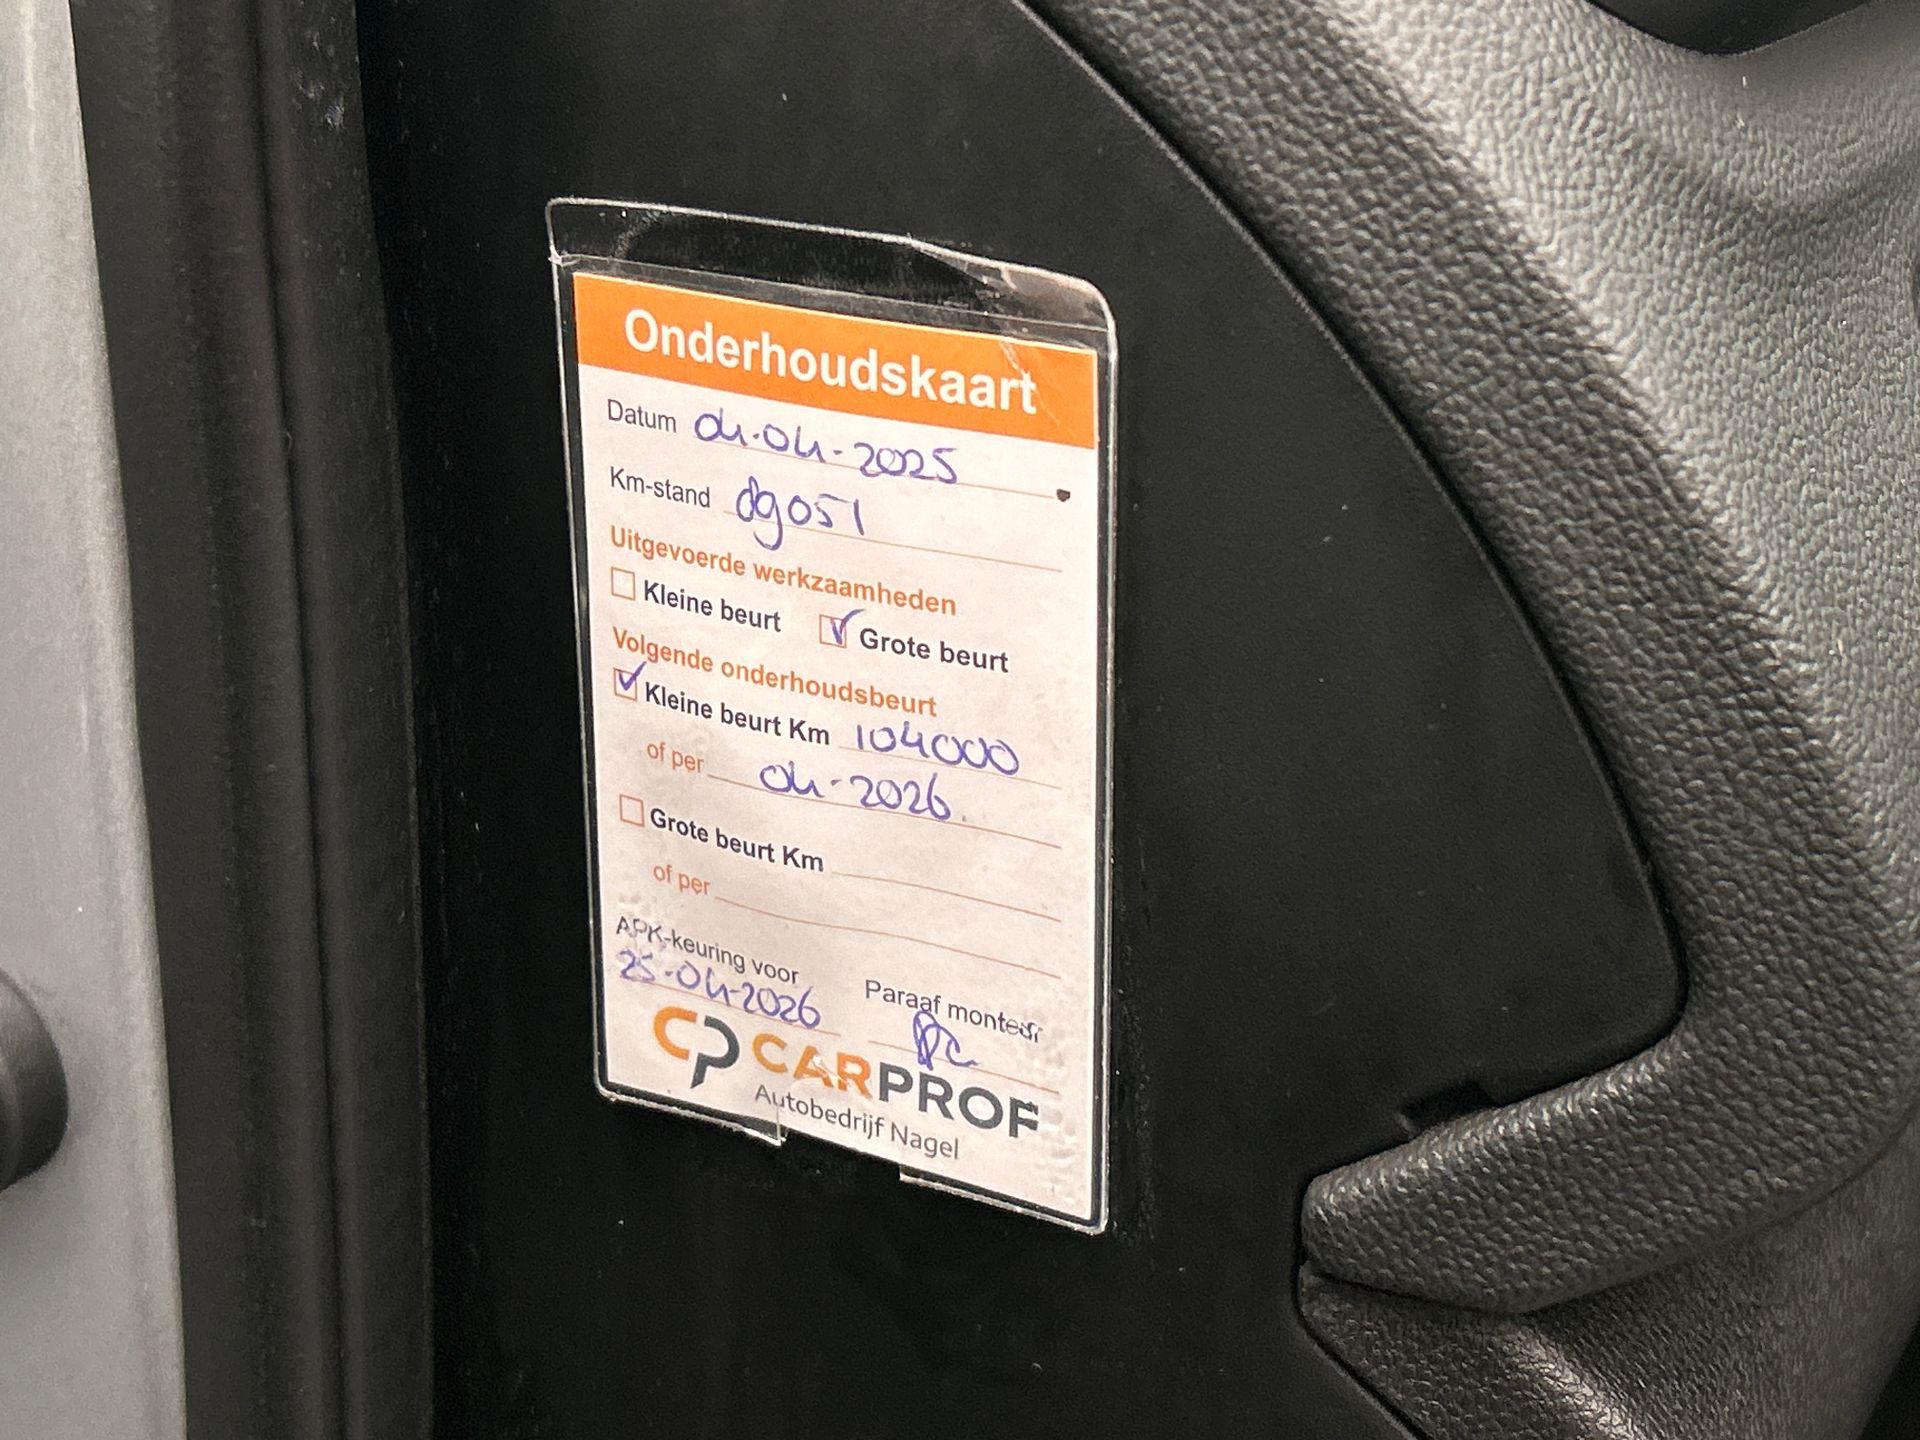 Onderhoudskaart
Datum 04-04-2025
Km-stand 89051
Uitgevoerde werkzaamheden
Kleine beurt Grote beurt
Volgende onderhoudsbeurt
Kleine beurt Km 104000
of per 04-2026
Grote beurt Km
of per
APK-keuring voor Paraaf monteur
25-04-2026
CP CARPROF
Autobedrijf Nagel